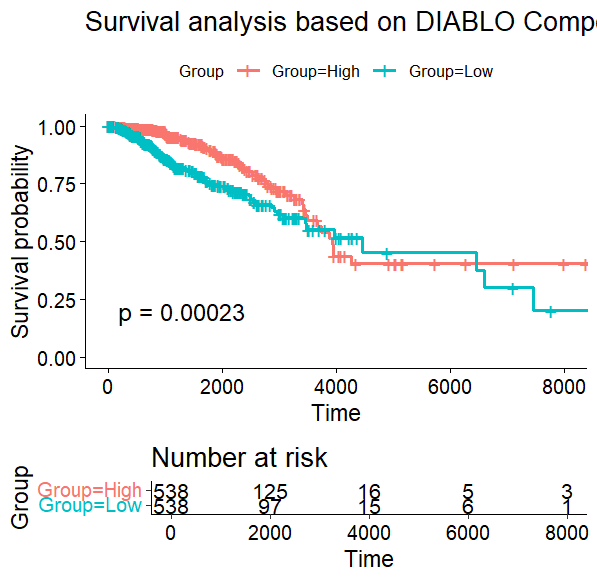 Survival analysis based on DIABLO Compo
Group Group=High Group=Low
1.00
0.75
0.50
0.25
0.00
Survival probability
p = 0.00023
0 2000 4000 6000 8000
Time
Number at risk
Group
Group=High 538 125 16 5 3
Group=Low 538 97 15 6 1
0 2000 4000 6000 8000
Time